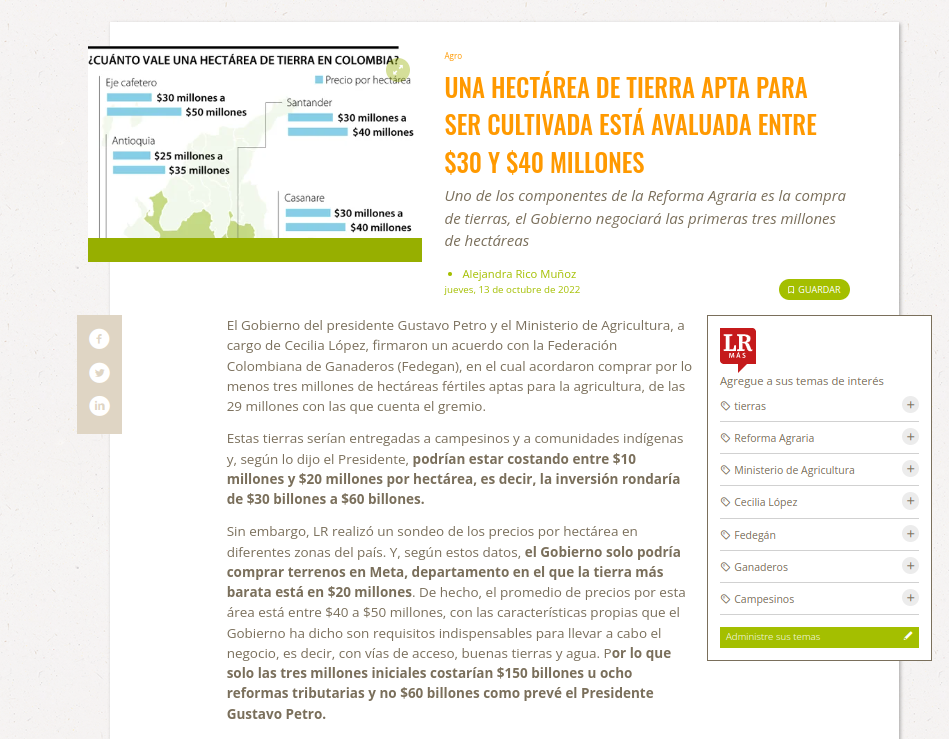 ¿CUÁNTO VALE UNA HECTÁREA DE TIERRA EN COLOMBIA?
Precio por hectárea
Eje cafetero
$30 millones a
$50 millones
Santander
$30 millones a
$40 millones
Antioquia
$25 millones a
$35 millones
Casanare
$30 millones a
$40 millones
Agro
UNA HECTÁREA DE TIERRA APTA PARA
SER CULTIVADA ESTÁ AVALUADA ENTRE
$30 Y $40 MILLONES
Uno de los componentes de la Reforma Agraria es la compra
de tierras, el Gobierno negociará las primeras tres millones
de hectáreas
• Alejandra Rico Muñoz
jueves, 13 de octubre de 2022
GUARDAR
El Gobierno del presidente Gustavo Petro y el Ministerio de Agricultura, a
cargo de Cecilia López, firmaron un acuerdo con la Federación
Colombiana de Ganaderos (Fedegan), en el cual acordaron comprar por lo
menos tres millones de hectáreas fértiles aptas para la agricultura, de las
29 millones con las que cuenta el gremio.
Estas tierras serían entregadas a campesinos y a comunidades indígenas
y, según lo dijo el Presidente, podrían estar costando entre $10
millones y $20 millones por hectárea, es decir, la inversión rondaría
de $30 billones a $60 billones.
Sin embargo, LR realizó un sondeo de los precios por hectárea en
diferentes zonas del país. Y, según estos datos, el Gobierno solo podría
comprar terrenos en Meta, departamento en el que la tierra más
barata está en $20 millones. De hecho, el promedio de precios por esta
área está entre $40 a $50 millones, con las características propias que el
Gobierno ha dicho son requisitos indispensables para llevar a cabo el
negocio, es decir, con vías de acceso, buenas tierras y agua. Por lo que
solo las tres millones iniciales costarían $150 billones u ocho
reformas tributarias y no $60 billones como prevé el Presidente
Gustavo Petro.
LR
MÁS
Agregue a sus temas de interés
tierras
Reforma Agraria
Ministerio de Agricultura
Cecilia López
Fedegán
Ganaderos
Campesinos
Administre sus temas